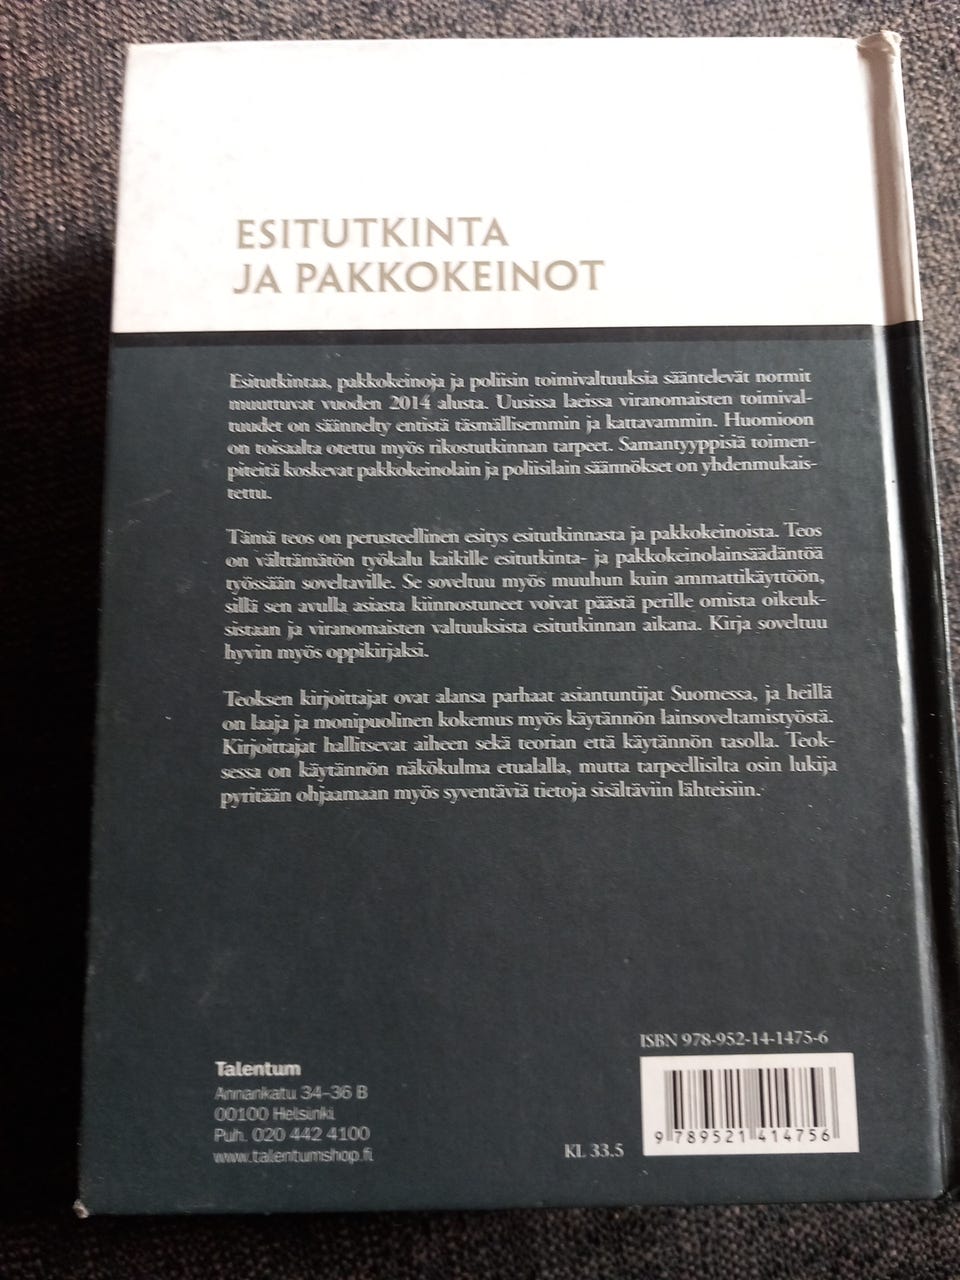 ESITUTKINTA
JA PAKKOKEINOT
Esitutkintaa, pakkokeinoja ja poliisin toimivaltuuksia sääntelevät normit
muuttuvat vuoden 2014 alusta. Uusissa laeissa viranomaisten toimival-
tuudet on säännelty entistä täsmällisemmin ja kattavammin. Huomioon
on toisaalta otettu myös rikostutkinnan tarpeet. Samantyyppisiä toimen-
piteitä koskevat pakkokeinolain ja poliisilain säännökset on yhdenmukais-
tettu.
Tämä teos on perusteellinen esitys esitutkinnasta ja pakkokeinoista. Teos
on välttämätön työkalu kaikille esitutkinta- ja pakkokeinolainsäädäntöä
työssään soveltaville. Se soveltuu myös muuhun kuin ammattikäyttöön,
sillä sen avulla asiasta kiinnostuneet voivat päästä perille omista oikeuk-
sistaan ja viranomaisten valtuuksista esitutkinnan aikana. Kirja soveltuu
hyvin myös oppikirjaksi.
Teoksen kirjoittajat ovat alansa parhaat asiantuntijat Suomessa, ja heillä
on laaja ja monipuolinen kokemus myös käytännön lainsoveltamistyöstä.
Kirjoittajat hallitsevat aiheen sekä teorian että käytännön tasolla. Teok-
sessa on käytännön näkökulma etualalla, mutta tarpeellisilta osin lukija
pyritään ohjaamaan myös syventäviä tietoja sisältäviin lähteisiin.
Talentum
Annankatu 34-36 B
00100 Helsinki
Puh. 020 442 4100
www.talentumshop.fi
KL 33.5
ISBN 978-952-14-1475-6
9 789521 414756